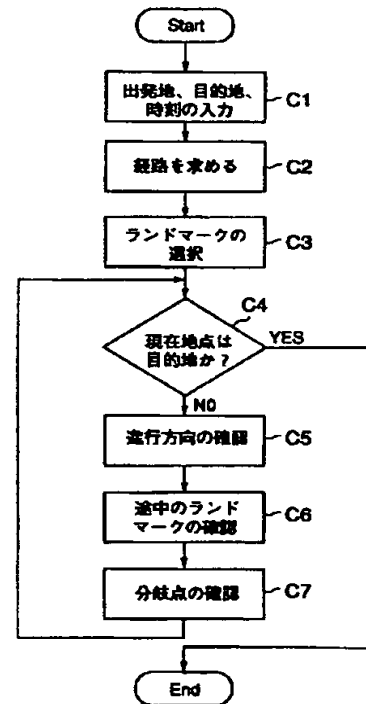 Start
出発地、目的地、
時刻の入力
C1
経路を求める
C2
ランドマークの
選択
C3
C4
現在地点は
目的地か？
YES
NO
進行方向の確認
C5
途中のランド
マークの確認
C6
分岐点の確認
C7
End